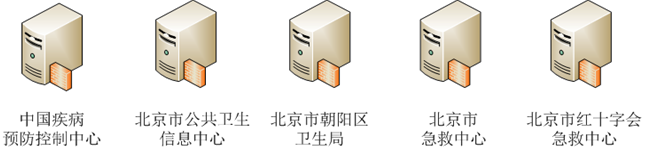 中国疾病
预防控制中心
北京市公共卫生
信息中心
北京市朝阳区
卫生局
北京市
急救中心
北京市红十字会
急救中心